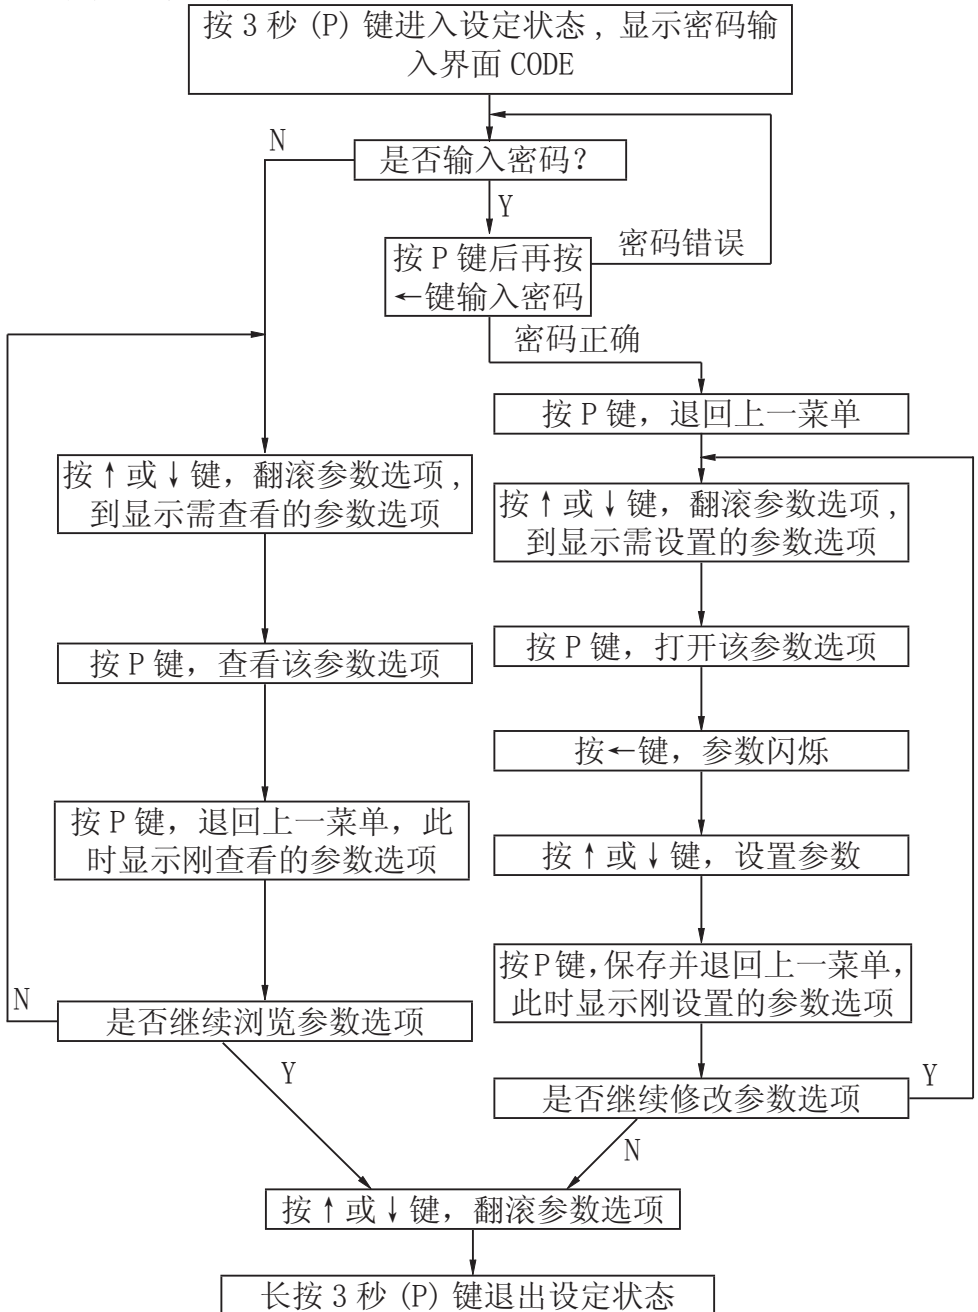 按 3 秒 (P) 键进入设定状态, 显示密码输
入界面 CODE
N
是否输入密码?
Y
密码错误
按 P 键后再按
←键输入密码
密码正确
按 P 键, 退回上一菜单
按↑或↓键, 翻滚参数选项,
到显示需查看的参数选项
按↑或↓键, 翻滚参数选项,
到显示需设置的参数选项
按 P 键, 查看该参数选项
按 P 键, 打开该参数选项
按←键, 参数闪烁
按 P 键, 退回上一菜单, 此
时显示刚查看的参数选项
按↑或↓键, 设置参数
按P键, 保存并退回上一菜单,
此时显示刚设置的参数选项
N
是否继续浏览参数选项
Y
是否继续修改参数选项
Y
N
按↑或↓键, 翻滚参数选项
长按 3 秒 (P) 键退出设定状态